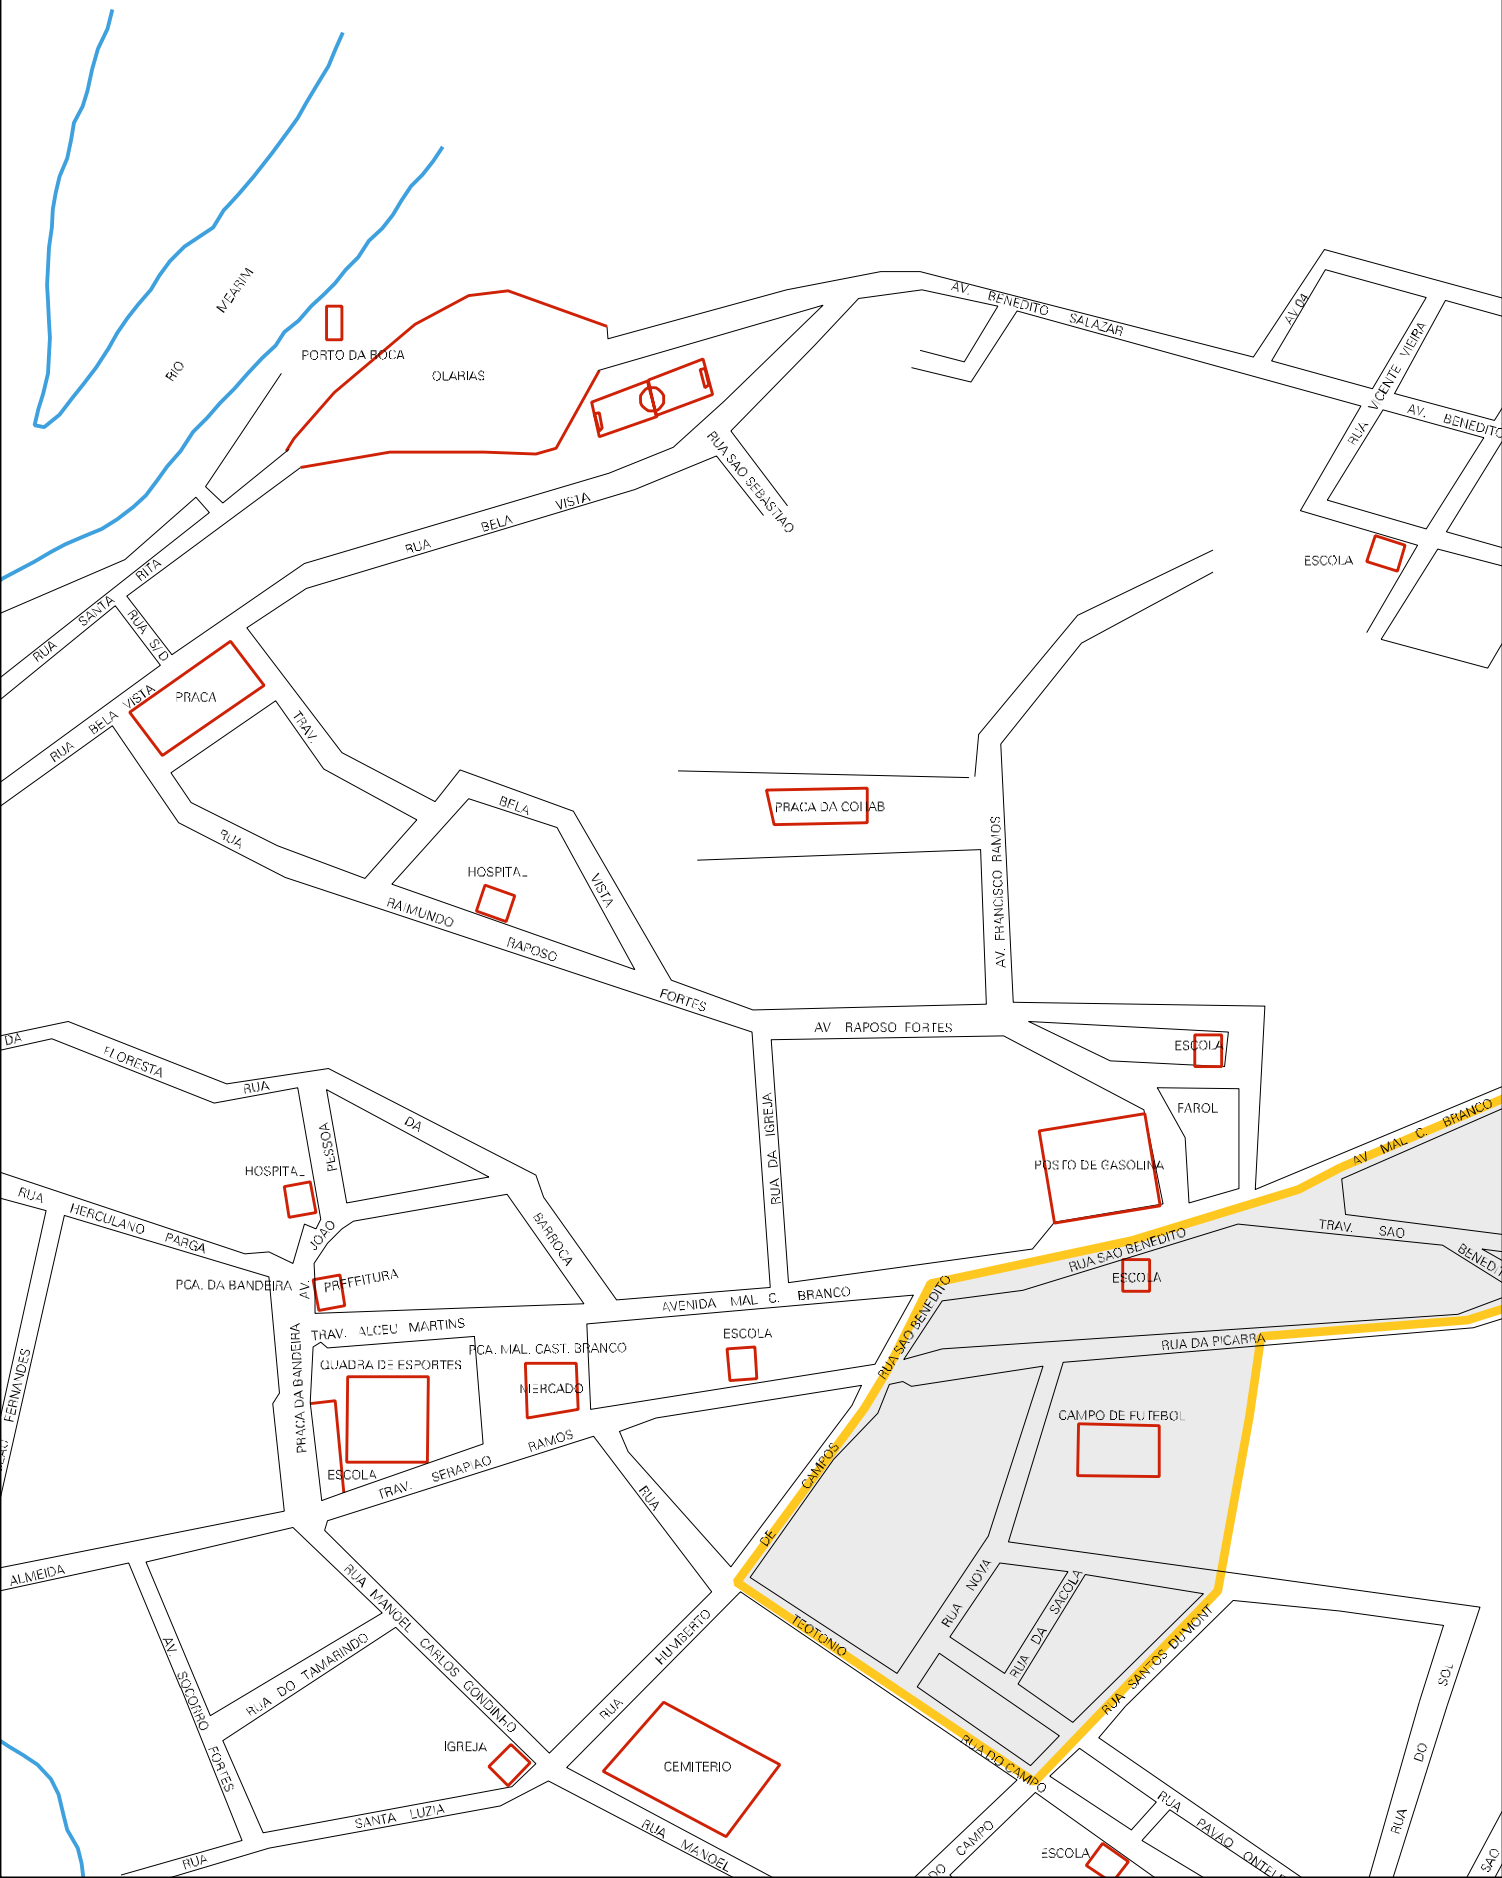 MEARIM
RIO
PORTO DA ROCA
OLARIAS
AV. BENEDITO SALAZAR
AV.04
RUA VICENTE VIEIRA
AV. BENEDITO
RUA SAO SEBASTIAO
RUA BELA VISTA
ESCOLA
RUA SANTA RITA
RUA S/D
RUA BELA VISTA
PRACA
TRAV. BELA VISTA
PRACA DA COHAB
HOSPITAL
RUA RAIMUNDO RAPOSO FORTES
AV. FRANCISCO RAMOS
AV RAPOSO FORTES
ESCOLA
FAROL
POSTO DE GASOLINA
RUA DA IGREJA
DA FLORESTA
RUA DA BARROCA
AV. JOAO PESSOA
HOSPITAL
RUA HERCULANO PARGA
PCA. DA BANDEIRA
PREFEITURA
AV MAL C. BRANCO
TRAV. SAO
BENEDI
RUA SAO BENEDITO
ESCOLA
AVENIDA MAL C. BRANCO
RUA SAO BENEDITO
RUA DA PICARRA
TRAV. ALCEU MARTINS
PCA. MAL. CAST. BRANCO
ESCOLA
QUADRA DE ESPORTES
MERCADO
PRACA DA BANDEIRA
FERNANDES
ESCOLA
TRAV. SERAPIAO RAMOS
CAMPO DE FUTEBOL
RUA
DE CAMPOS
ALMEIDA
RUA MANOEL CARLOS GONDINHO
RUA NOVA
RUA DA SACOLA
RUA SANTOS DUMONT
TEOTONIO
RUA HUMBERTO
AV. SOCORRO FORTES
RUA DO TAMARINDO
RUA DO CAMPO
IGREJA
CEMITERIO
RUA DO SOL
RUA SANTA LUZIA
RUA MANOEL
DO CAMPO
ESCOLA
RUA PAVAO
SAO